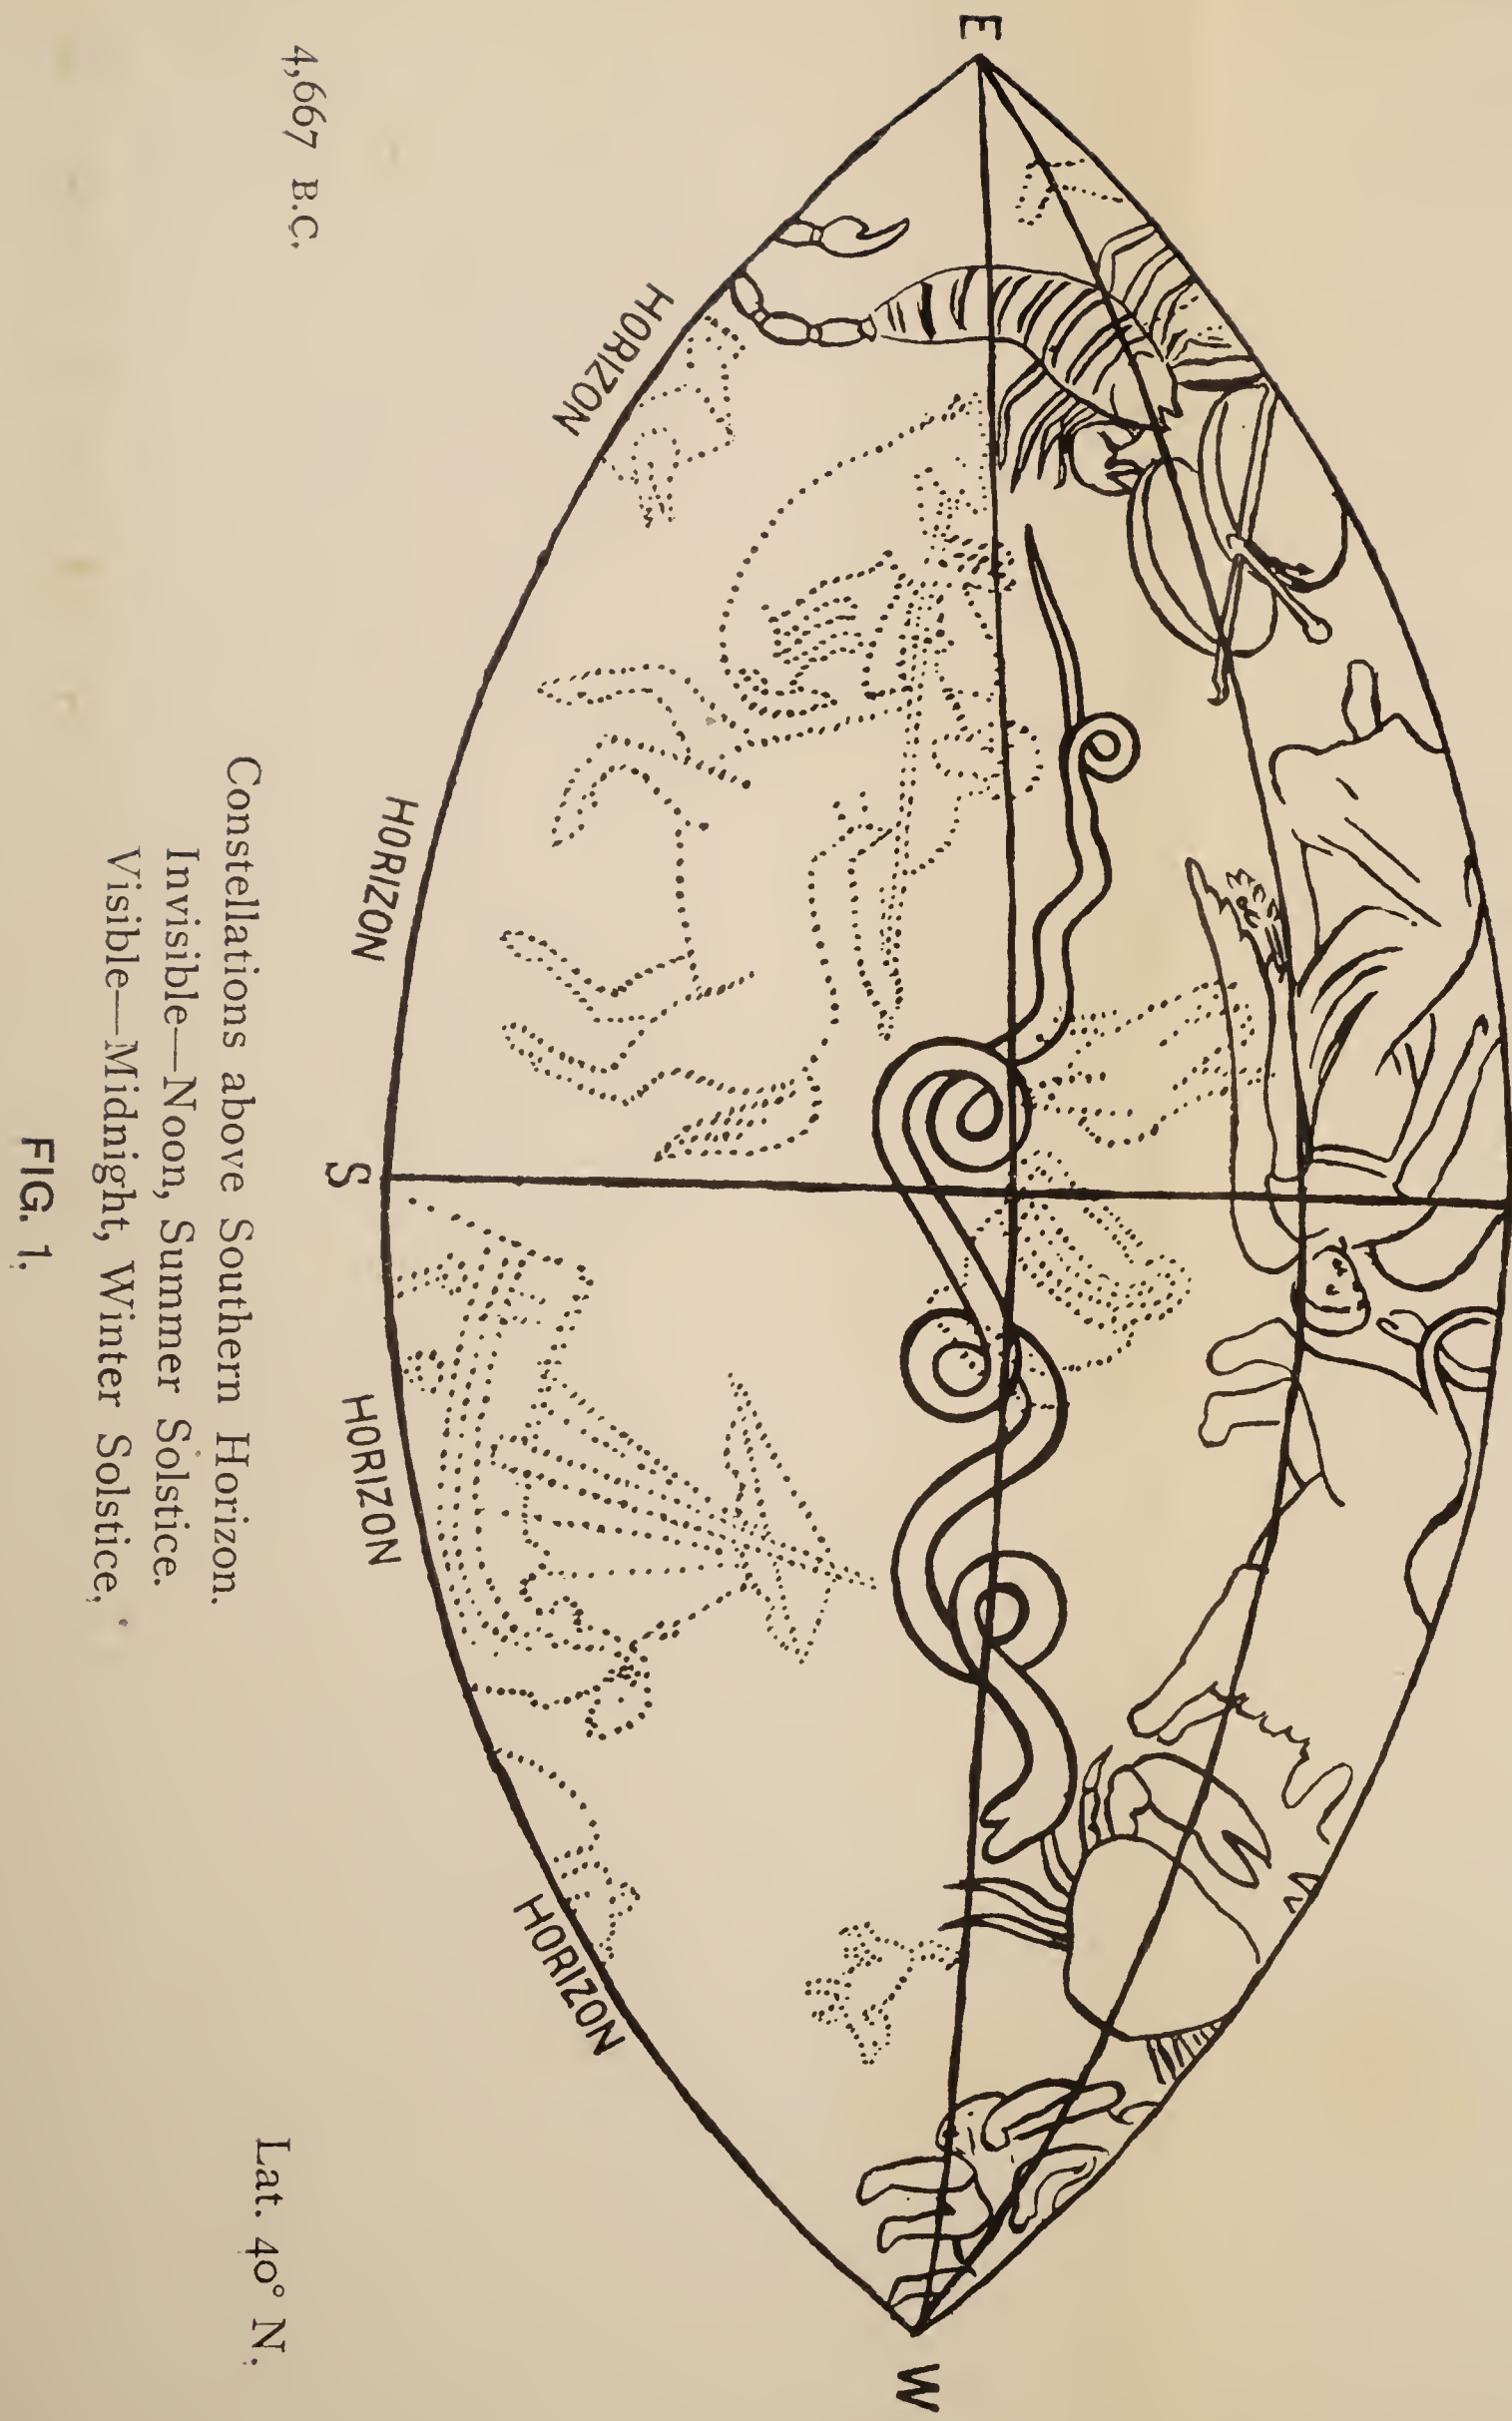 E
W
S
HORIZON
HORIZON
HORIZON
HORIZON
4,667 B.C.
Lat. 40° N.
Constellations above Southern Horizon.
Invisible—Noon, Summer Solstice.
Visible—Midnight, Winter Solstice.
FIG. 1.